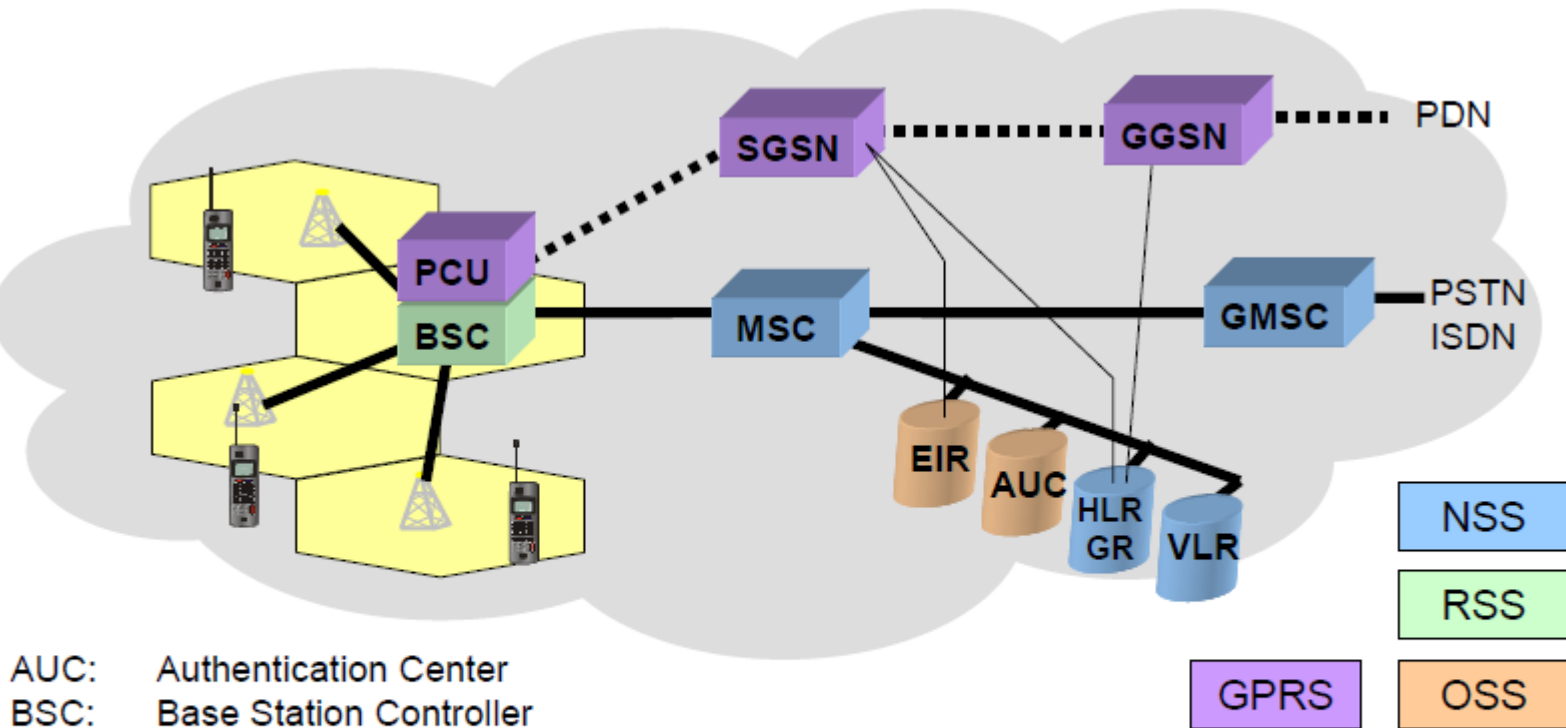 SGSN
GGSN
PDN
PCU
BSC
MSC
GMSC
PSTN
ISDN
EIR
AUC
HLR
GR
VLR
NSS
RSS
GPRS
OSS
AUC: Authentication Center
BSC: Base Station Controller